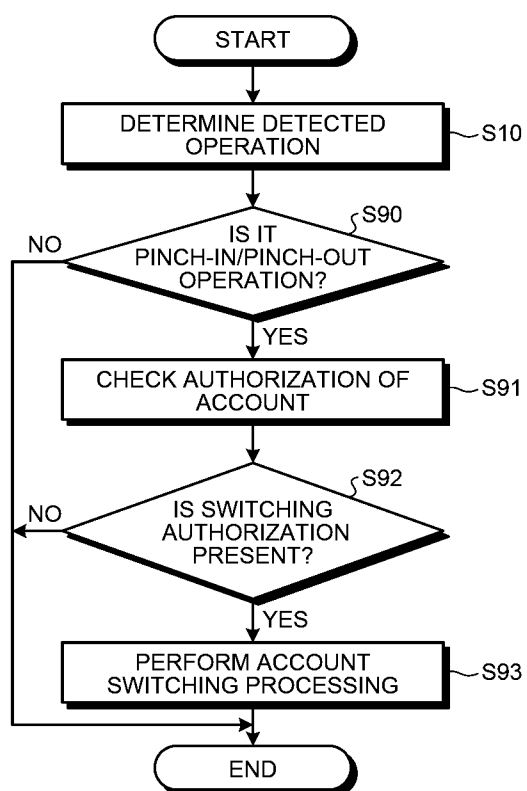 START
DETERMINE DETECTED
OPERATION
S10
S90
NO
IS IT
PINCH-IN/PINCH-OUT
OPERATION?
YES
CHECK AUTHORIZATION OF
ACCOUNT
S91
S92
NO
IS SWITCHING
AUTHORIZATION
PRESENT?
YES
PERFORM ACCOUNT
SWITCHING PROCESSING
S93
END